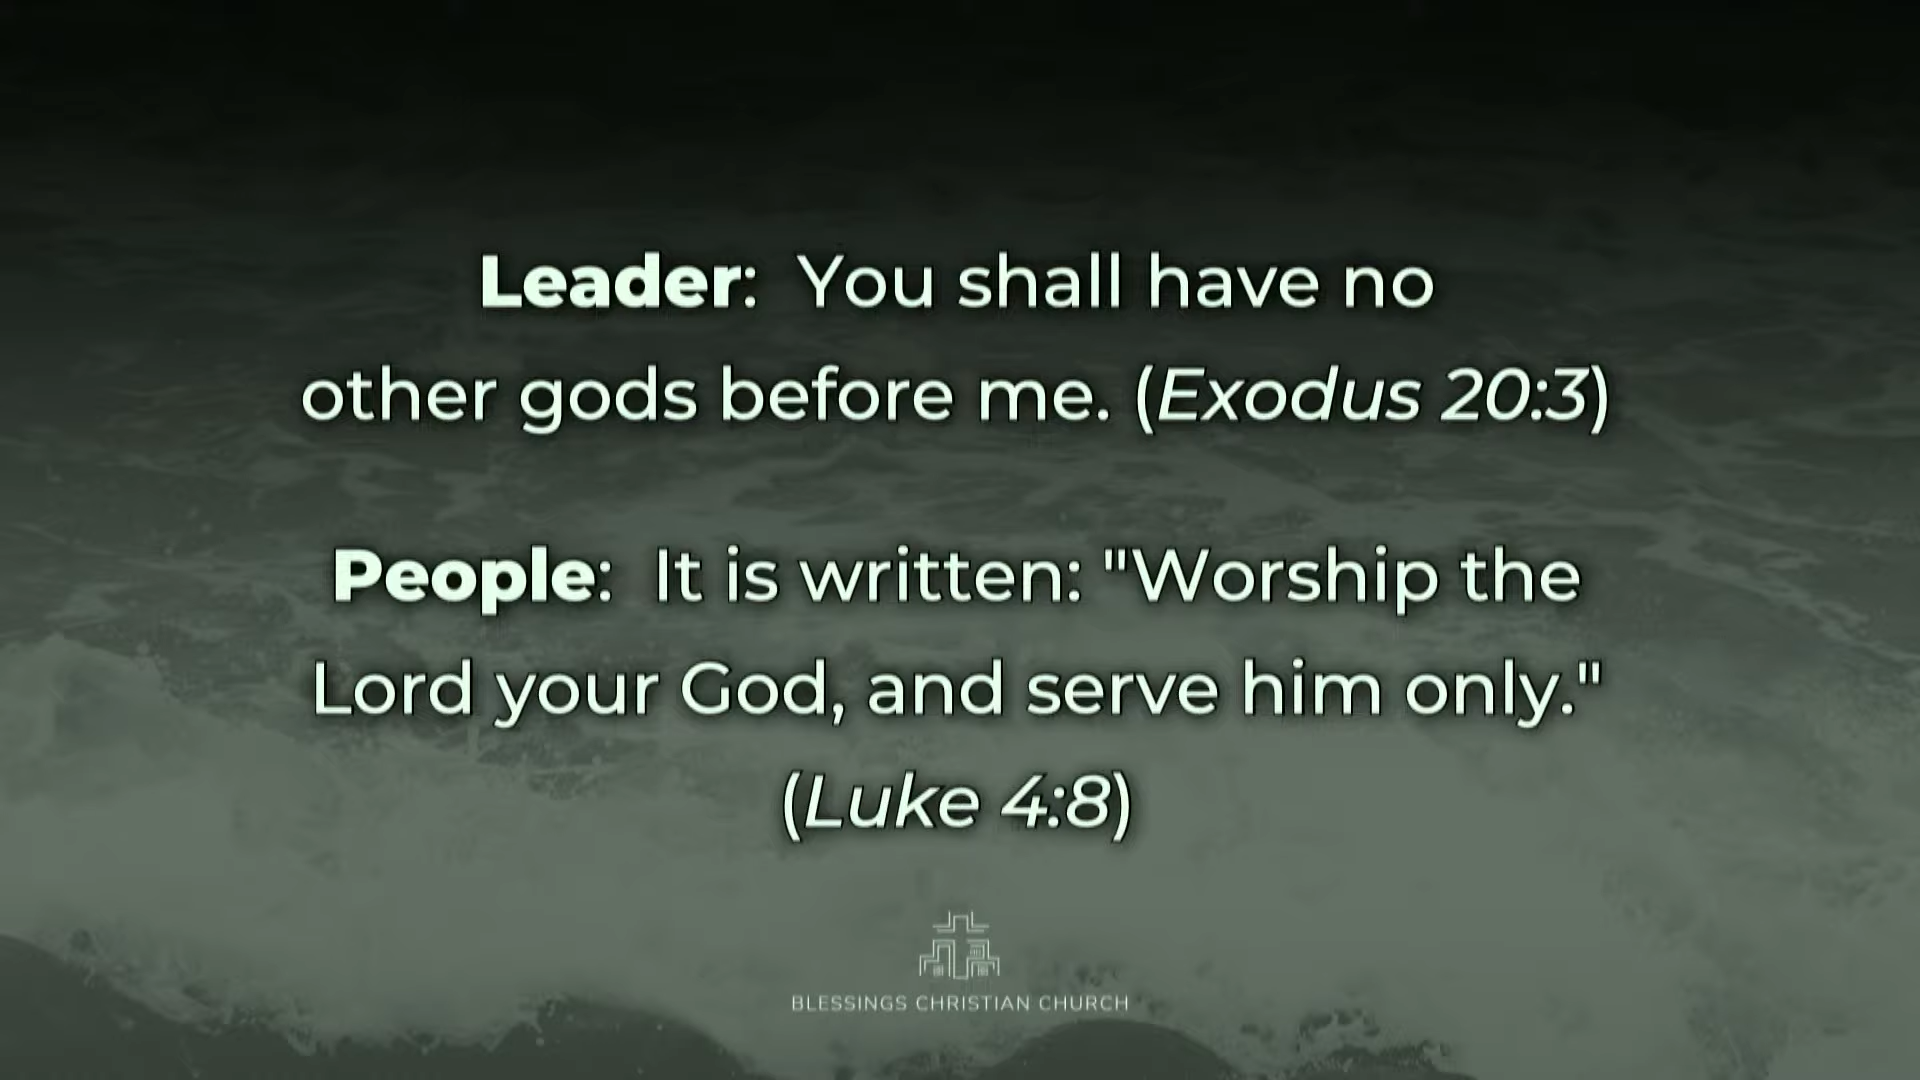 Leader: You shall have no
other gods before me. (Exodus 20:3)
People: It is written: "Worship the
Lord your God, and serve him only."
(Luke 4:8)
BLESSINGS CHRISTIAN CHURCH